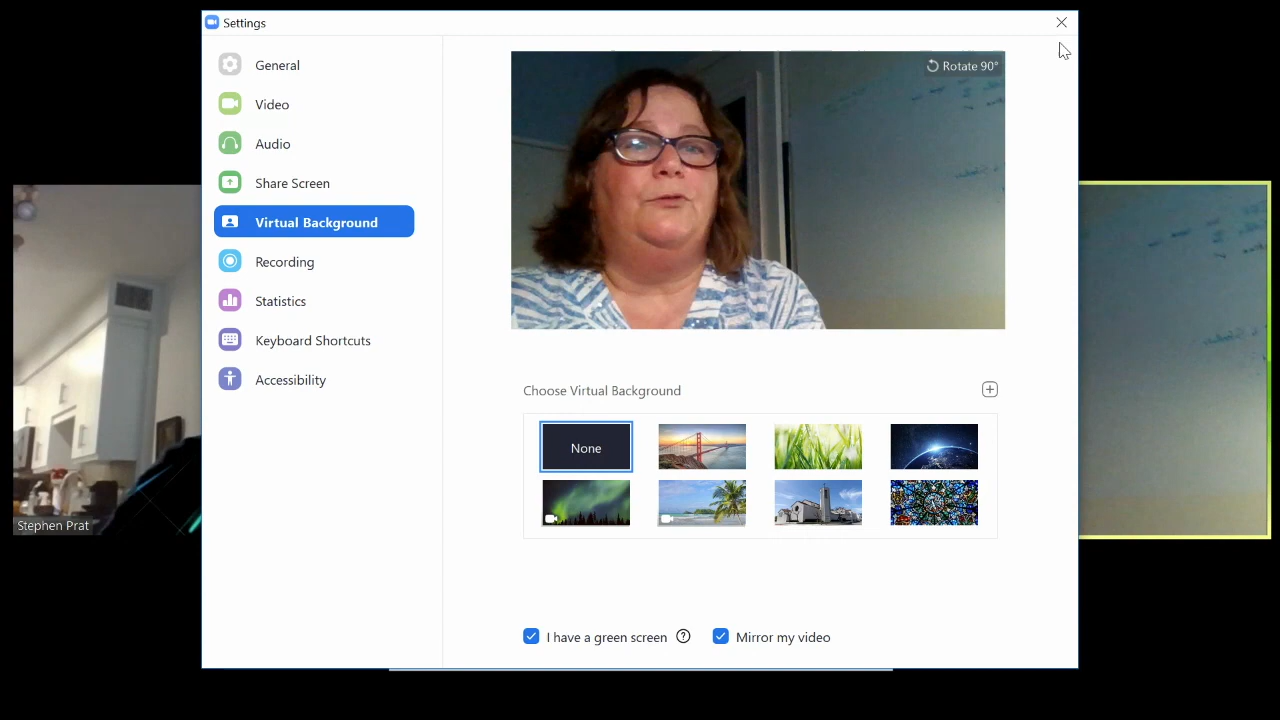 Settings
Rotate 90°
General
Video
Audio
Share Screen
Virtual Background
Recording
Statistics
Keyboard Shortcuts
Accessibility
Choose Virtual Background
None
Stephen Prat
I have a green screen
Mirror my video